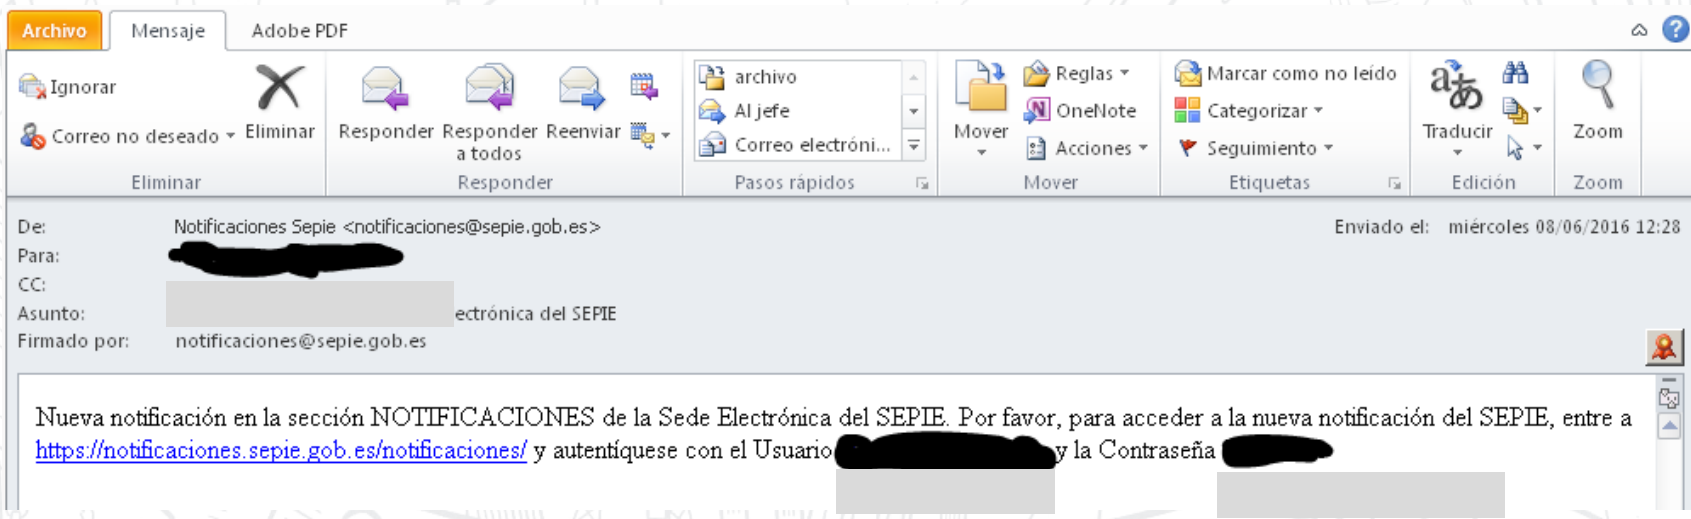 Archivo Mensaje Adobe PDF
Ignorar
Correo no deseado
Eliminar
Eliminar
Responder
Responder a todos
Reenviar
Responder
archivo
Al jefe
Correo electróni...
Pasos rápidos
Mover
Reglas
OneNote
Acciones
Mover
Marcar como no leído
Categorizar
Seguimiento
Etiquetas
Traducir
Edición
Zoom
Zoom
De: Notificaciones Sepie <notificaciones@sepie.gob.es> Enviado el: miércoles 08/06/2016 12:28
Para:
CC:
Asunto: ectrónica del SEPIE
Firmado por: notificaciones@sepie.gob.es
Nueva notificación en la sección NOTIFICACIONES de la Sede Electrónica del SEPIE. Por favor, para acceder a la nueva notificación del SEPIE, entre a
https://notificaciones.sepie.gob.es/notificaciones/ y autentíquese con el Usuario y la Contraseña